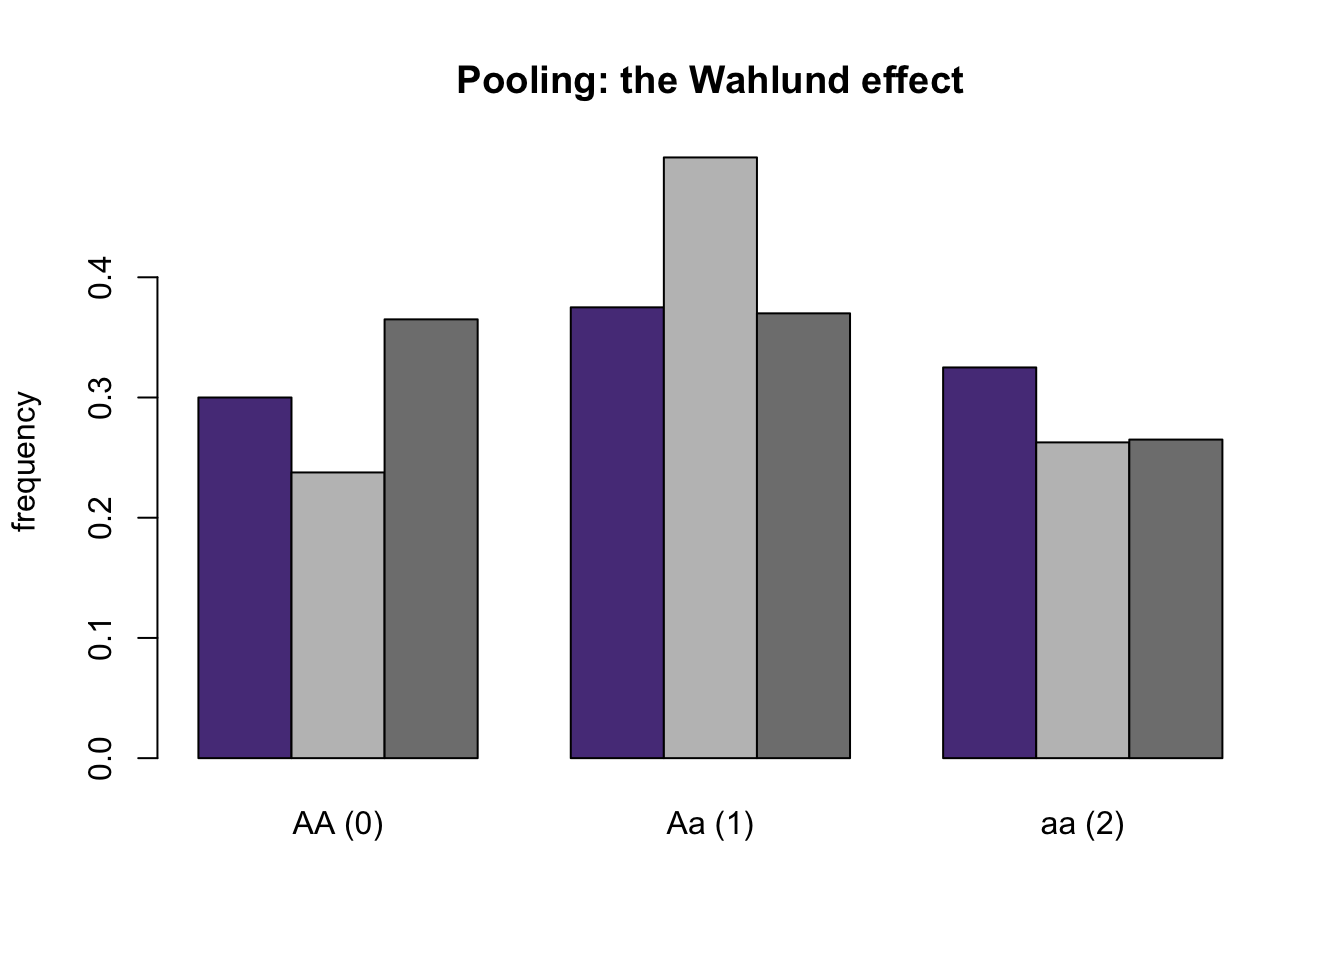 Pooling: the Wahlund effect
frequency
0.4
0.3
0.2
0.1
0.0
AA (0)
Aa (1)
aa (2)